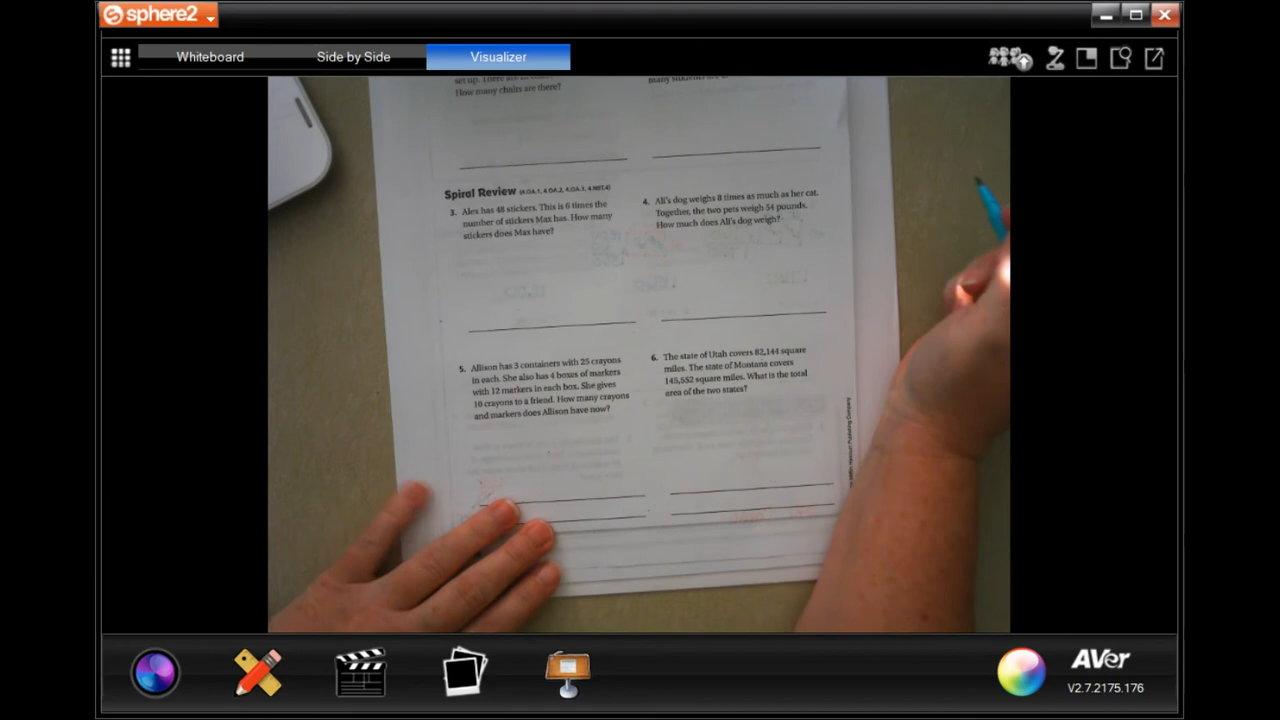 sphere2
Whiteboard
Side by Side
Visualizer
How many chairs are there?
Spiral Review (4.OA.1, 4.OA.2, 4.OA.3, 4.NBT.4)
3. Alex has 48 stickers. This is 6 times the
number of stickers Max has. How many
stickers does Max have?
4. Ali's dog weighs 8 times as much as her cat.
Together, the two pets weigh 54 pounds.
How much does Ali's dog weigh?
5. Allison has 3 containers with 25 crayons
in each. She also has 4 boxes of markers
with 12 markers in each box. She gives
10 crayons to a friend. How many crayons
and markers does Allison have now?
6. The state of Utah covers 82,144 square
miles. The state of Montana covers
145,552 square miles. What is the total
area of the two states?
Harcourt Publishing Company
AVer
V2.7.2175.176